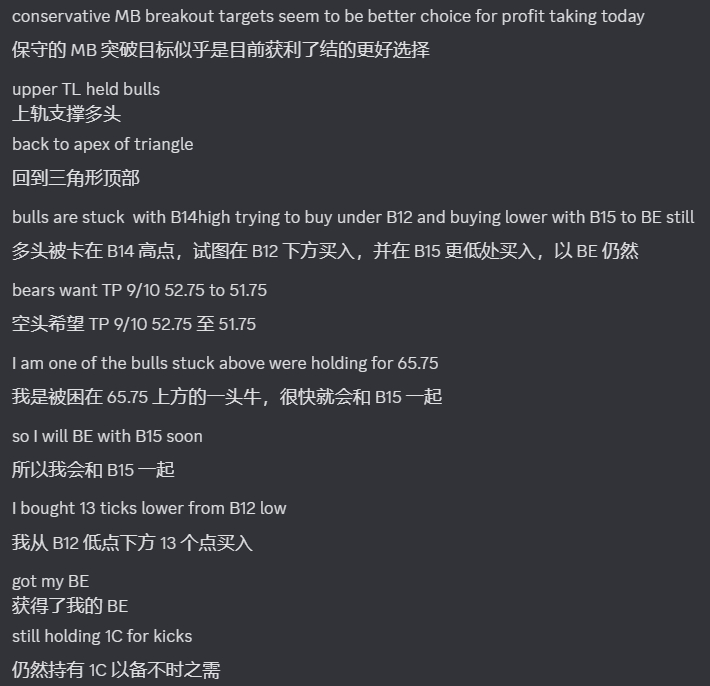 conservative MB breakout targets seem to be better choice for profit taking today
保守的 MB 突破目标似乎是目前获利了结的更好选择
upper TL held bulls
上轨支撑多头
back to apex of triangle
回到三角形顶部
bulls are stuck  with B14high trying to buy under B12 and buying lower with B15 to BE still
多头被卡在 B14 高点，试图在 B12 下方买入，并在 B15 更低处买入，以 BE 仍然
bears want TP 9/10 52.75 to 51.75
空头希望 TP 9/10 52.75 至 51.75
I am one of the bulls stuck above were holding for 65.75
我是被困在 65.75 上方的一头牛，很快就会和 B15 一起
so I will BE with B15 soon
所以我会和 B15 一起
I bought 13 ticks lower from B12 low
我从 B12 低点下方 13 个点买入
got my BE
获得了我的 BE
still holding 1C for kicks
仍然持有 1C 以备不时之需